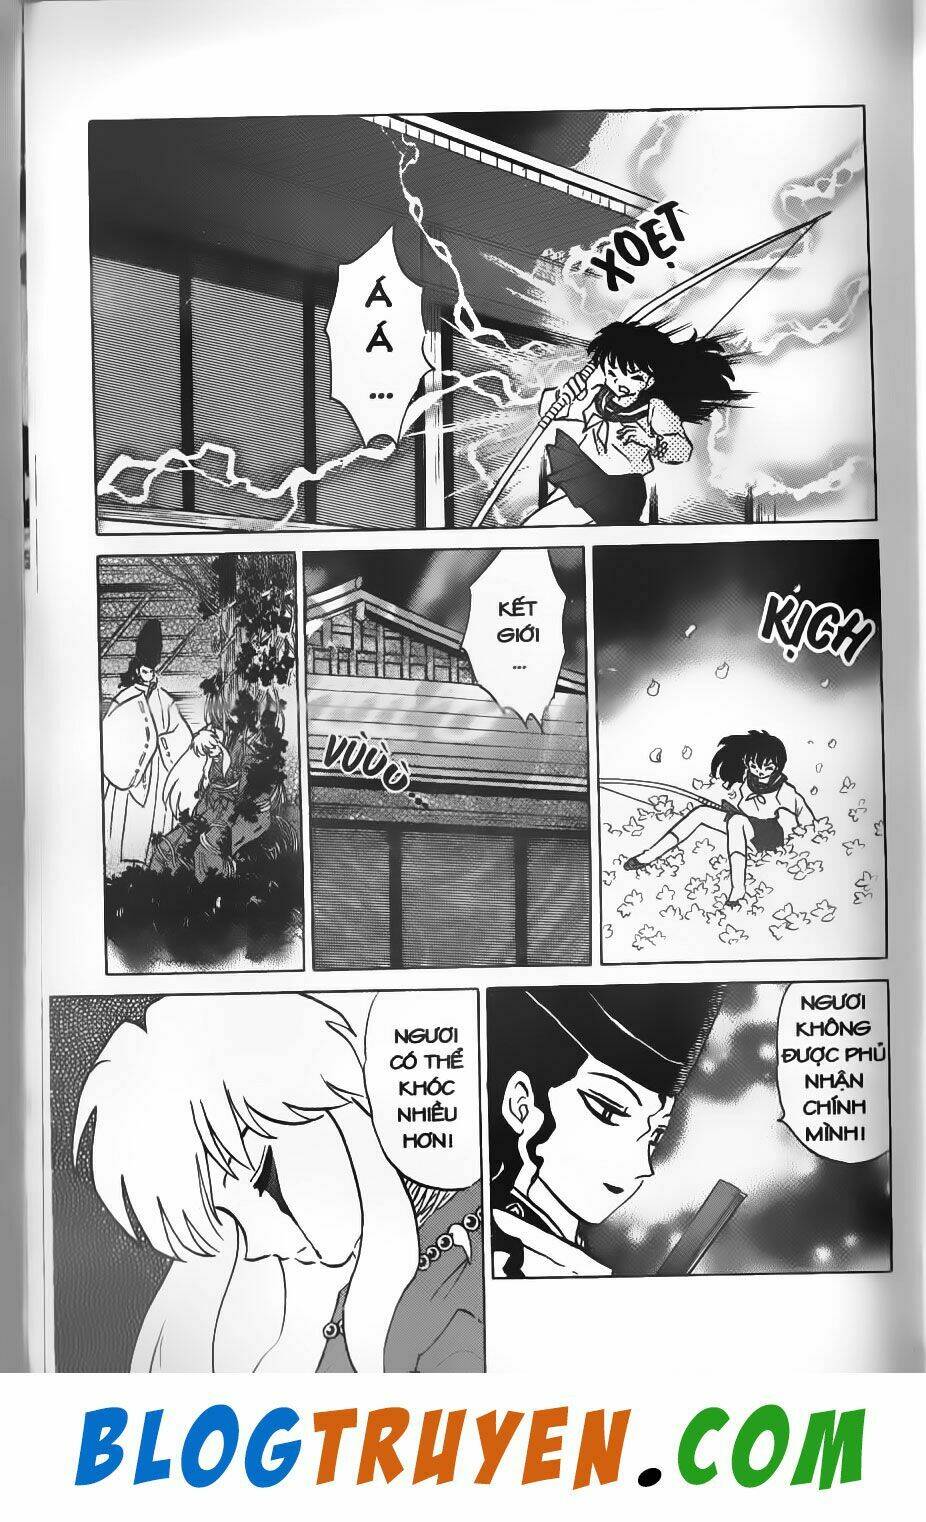 XOẸT
Á
Á
...
KẾT
GIỚI
...
VÙÙÙ...
KỊCH
NGƯƠI
CÓ THỂ
KHÓC
NHIỀU
HƠN!
NGƯƠI
KHÔNG
ĐƯỢC PHỦ
NHẬN
CHÍNH
MÌNH!
BLOGTRUYEN.COM